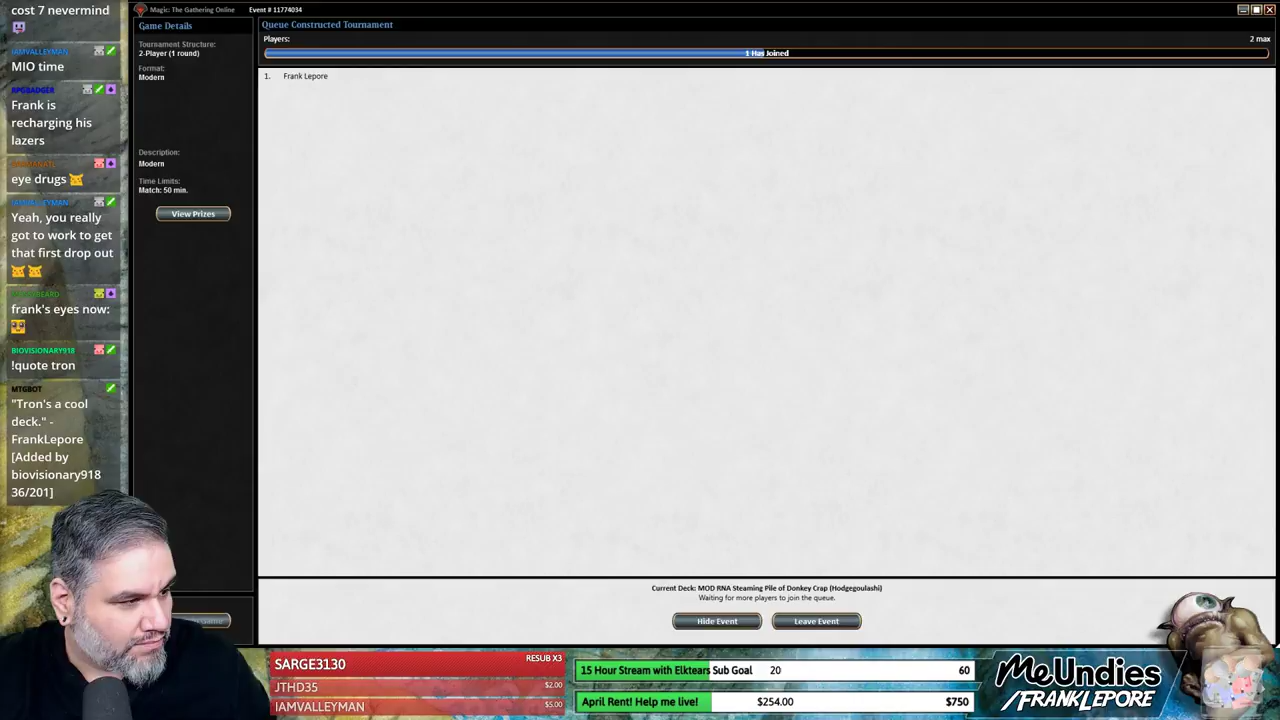 cost 7 nevermind
IAMVALLEYMAN
MIO time
RPGBADGER
Frank is
recharging his
lazers
eye drugs
IAMVALLEYMAN
Yeah, you really
got to work to get
that first drop out
frank's eyes now:
BIOVISIONARY918
!quote tron
MTGBOT
"Tron's a cool
deck." -
FrankLepore
[Added by
biovisionary918
36/201]
Magic: The Gathering Online Event # 11774034
Game Details
Tournament Structure:
2-Player (1 round)
Format:
Modern
Description:
Modern
Time Limits:
Match: 50 min.
View Prizes
Queue Constructed Tournament
Players: 2 max
1 Has Joined
1. Frank Lepore
Current Deck: MOD RNA Steaming Pile of Donkey Crap (Hodgegoulashi)
Waiting for more players to join the queue.
Hide Event Leave Event
SARGE3130 RESUB X3
JTHD35 $2.00
IAMVALLEYMAN $5.00
15 Hour Stream with Elktears Sub Goal 20 60
April Rent! Help me live! $254.00 $750
MeUndies
/FRANKLEPORE